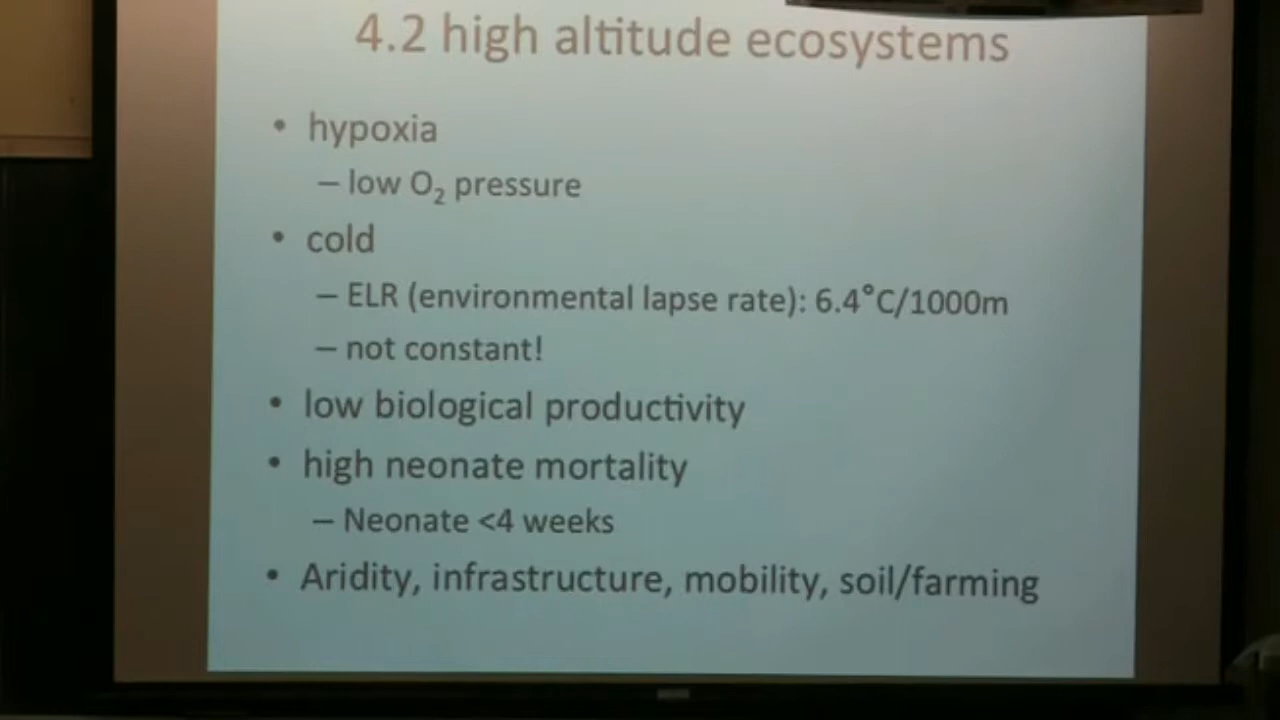 4.2 high altitude ecosystems
• hypoxia
– low O₂ pressure
• cold
– ELR (environmental lapse rate): 6.4°C/1000m
– not constant!
• low biological productivity
• high neonate mortality
– Neonate <4 weeks
• Aridity, infrastructure, mobility, soil/farming